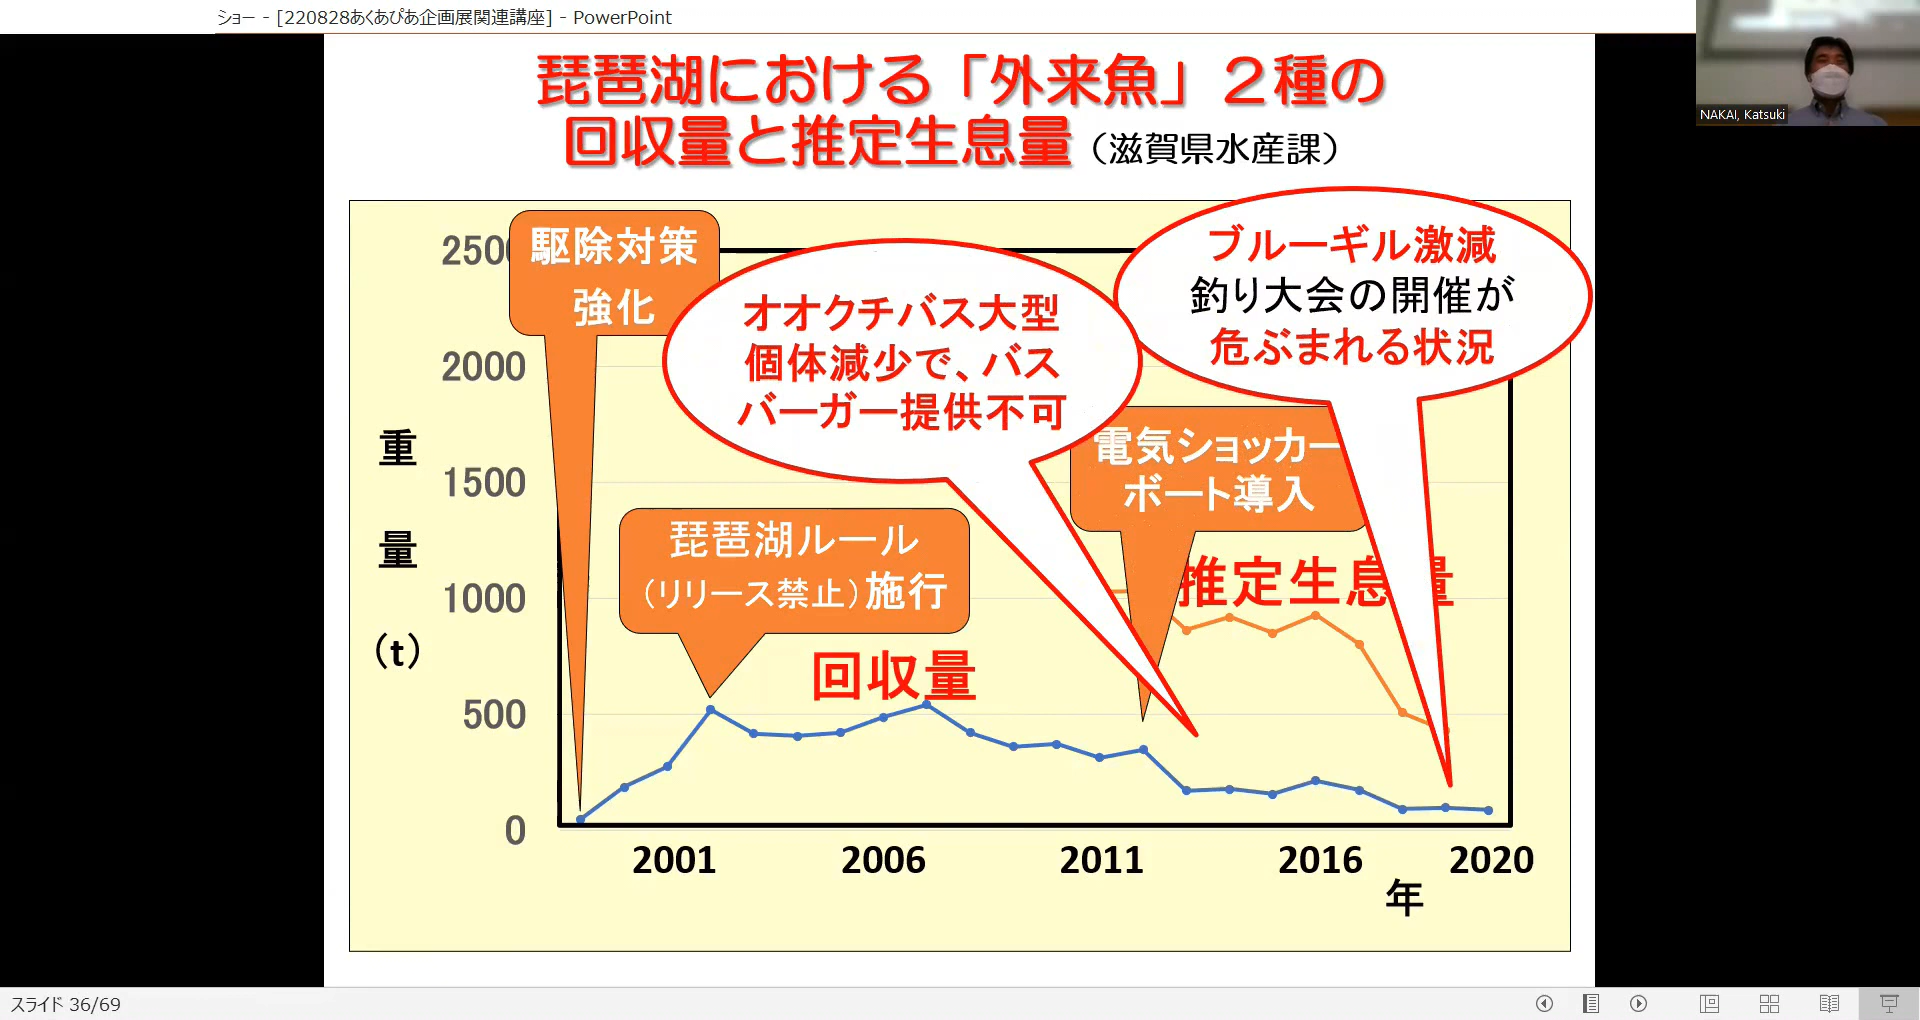 ショー - [220828あくあぴあ企画展関連講座] - PowerPoint
NAKAI, Katsuki
琵琶湖における「外来魚」２種の
回収量と推定生息量（滋賀県水産課）
駆除対策
強化
オオクチバス大型
個体減少で、バス
バーガー提供不可
ブルーギル激減
釣り大会の開催が
危ぶまれる状況
電気ショッカー
ボート導入
琵琶湖ルール
（リリース禁止）施行
推定生息量
回収量
重
量
（t）
2500
2000
1500
1000
500
0
2001
2006
2011
2016
2020
年
スライド 36/69